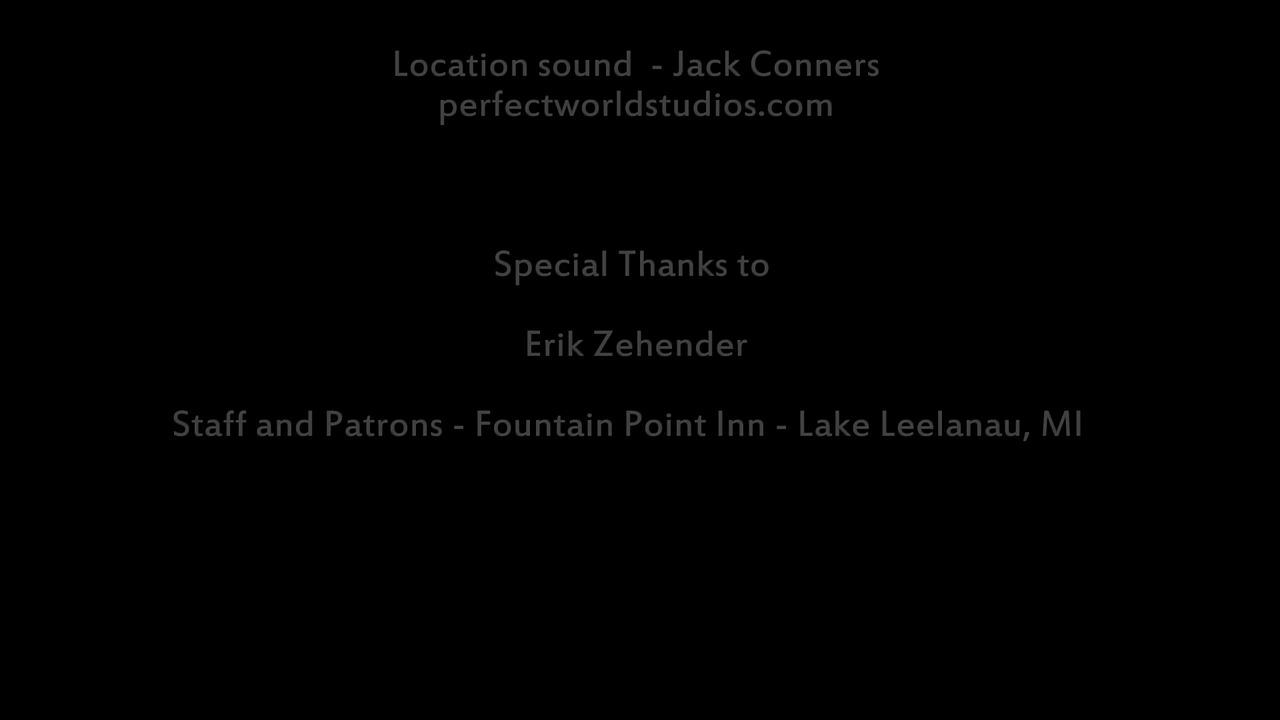 Location sound  - Jack Conners
perfectworldstudios.com
Special Thanks to
Erik Zehender
Staff and Patrons - Fountain Point Inn - Lake Leelanau, MI